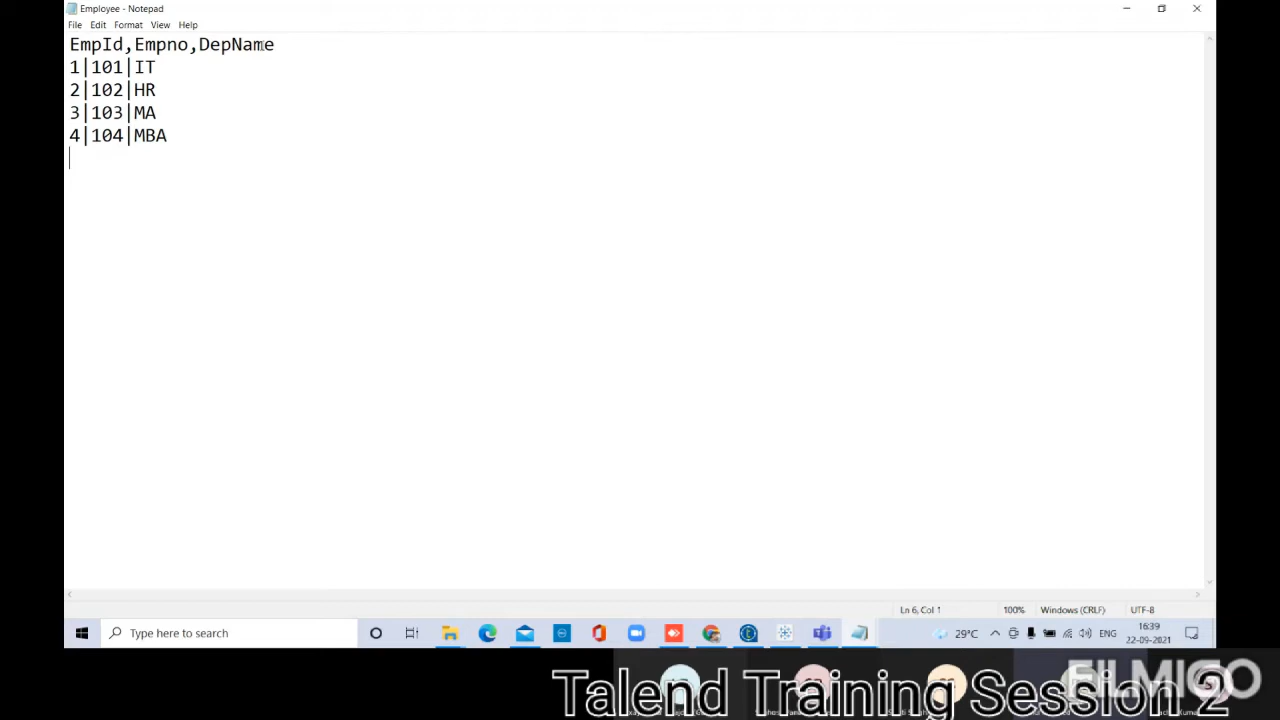 Employee - Notepad
File Edit Format View Help
EmpId,Empno,DepName
1|101|IT
2|102|HR
3|103|MA
4|104|MBA
Ln 6, Col 1 100% Windows (CRLF) UTF-8
Type here to search
29°C ENG
16:39
22-09-2021
FILMIGO
Talend Training Session 2